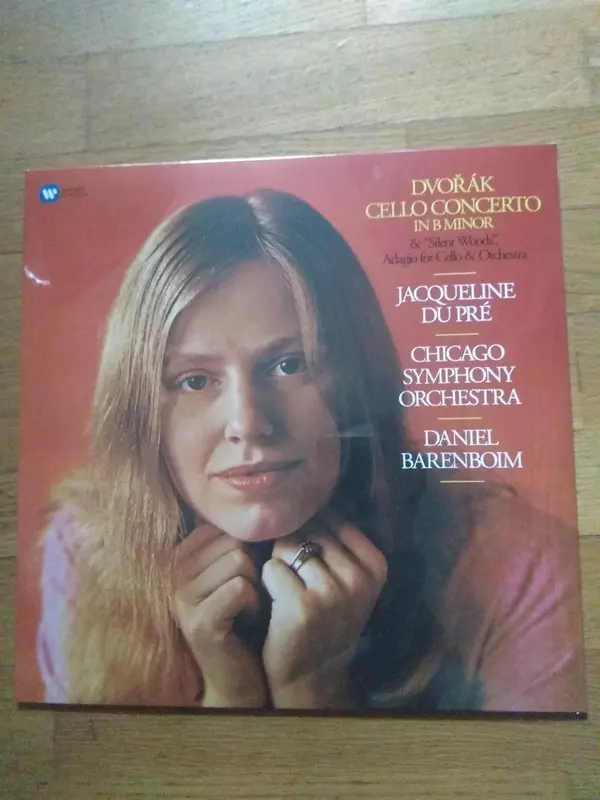 DVOŘÁK
CELLO CONCERTO
IN B MINOR
& "Silent Woods",
Adagio for Cello & Orchestra
JACQUELINE
DU PRÉ
CHICAGO
SYMPHONY
ORCHESTRA
DANIEL
BARENBOIM